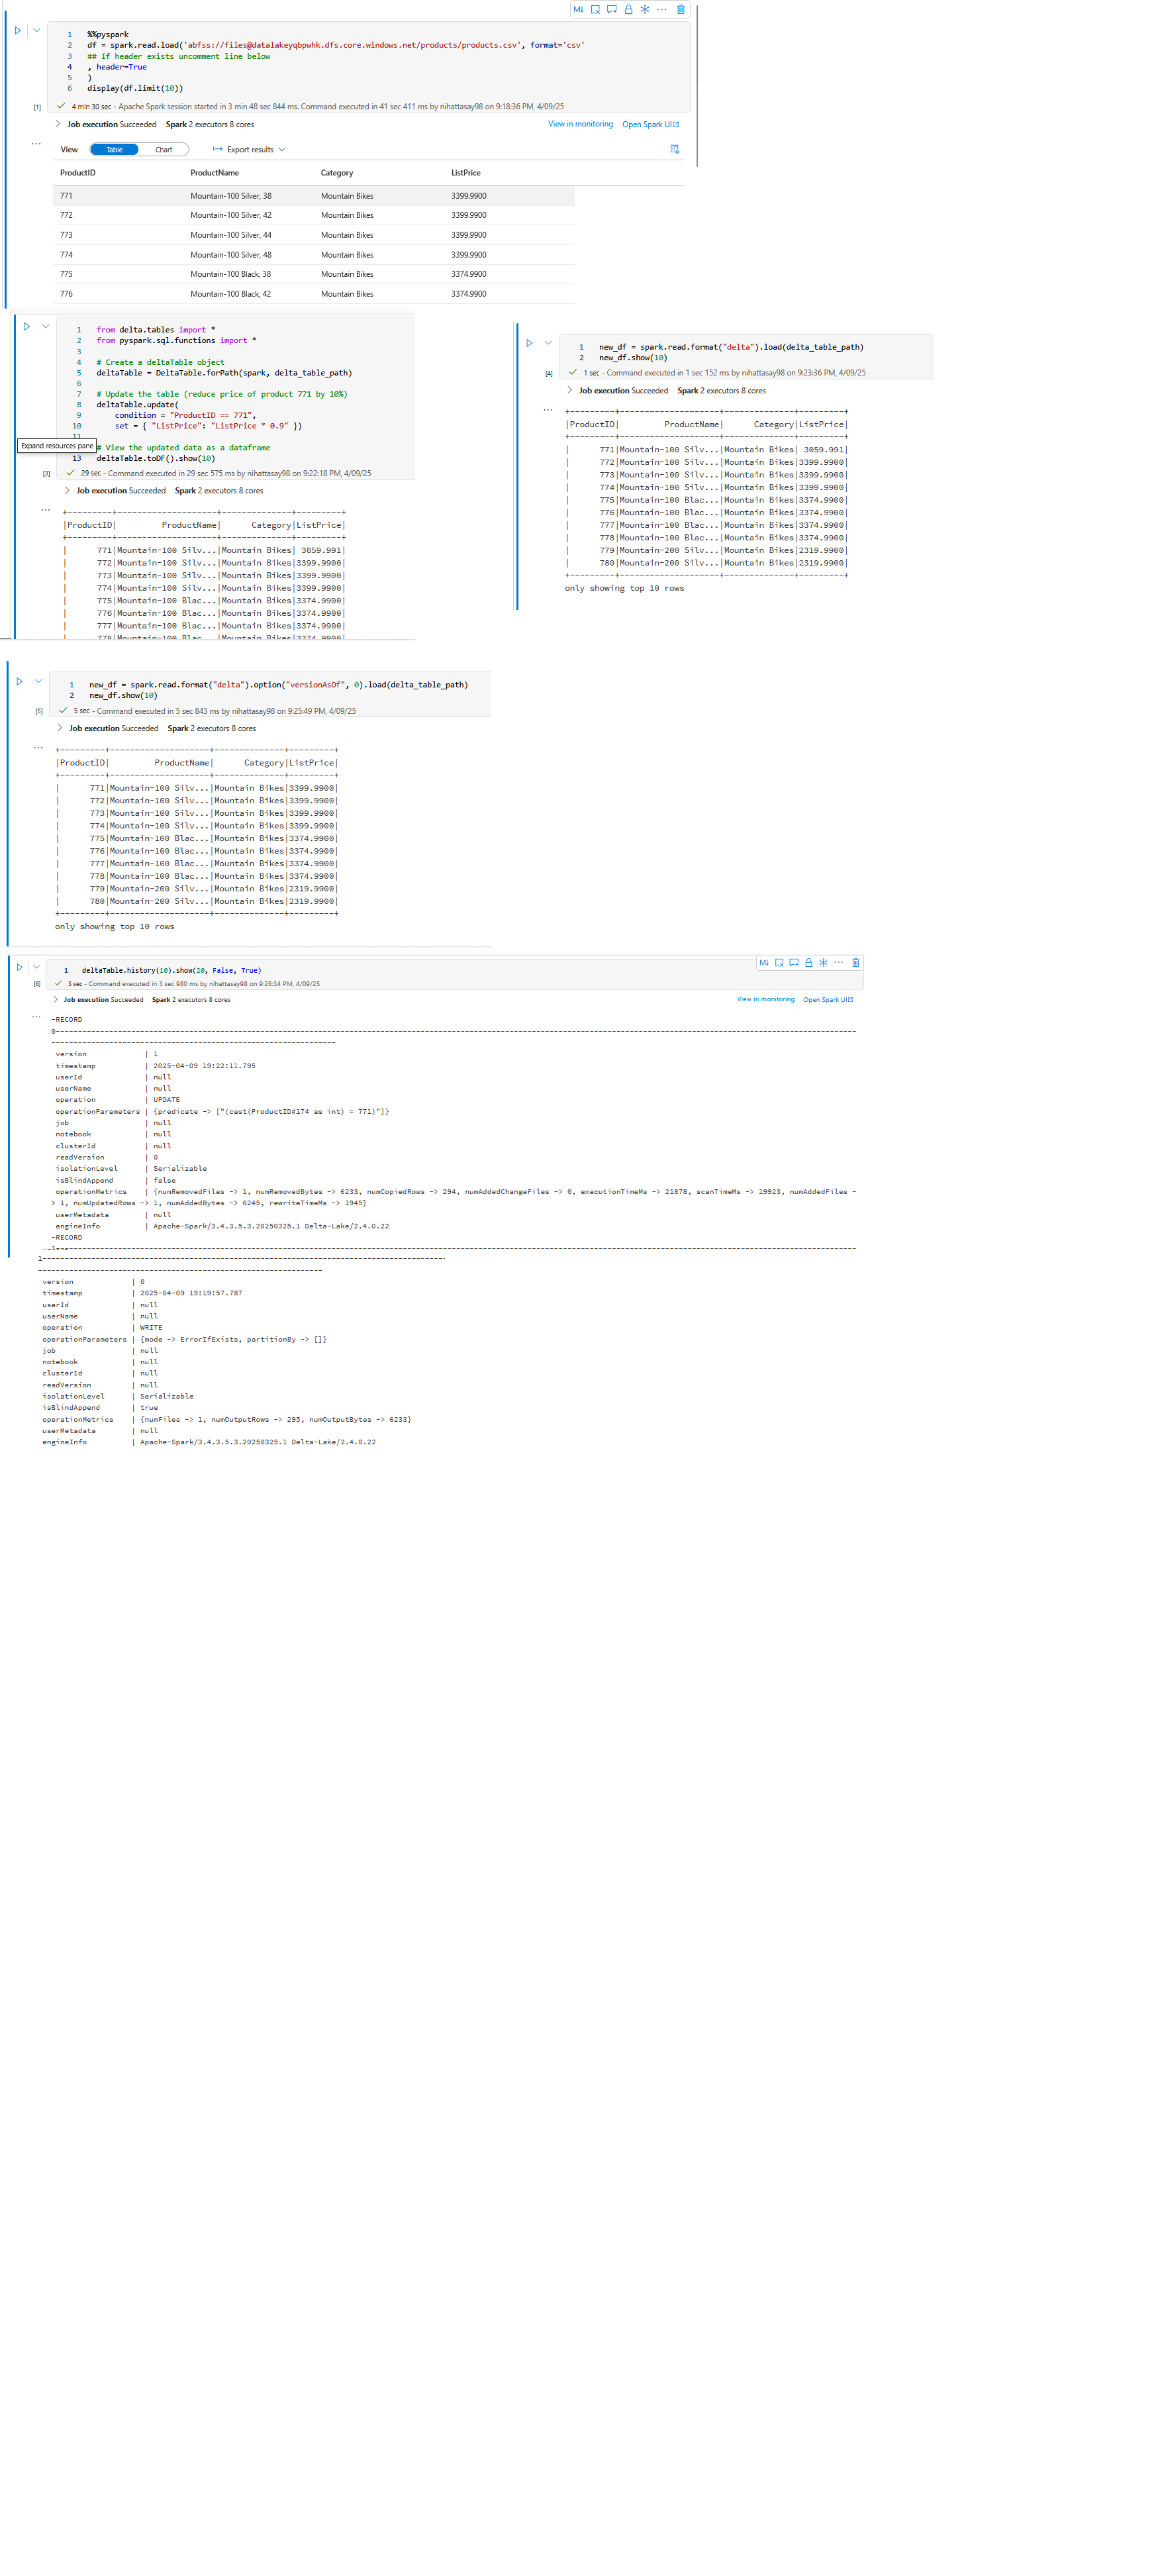 1 %%pyspark
2 df = spark.read.load('abfss://files@datalakeyqbpwhk.dfs.core.windows.net/products/products.csv', format='csv'
3 ## If header exists uncomment line below
4 , header=True
5 )
6 display(df.limit(10))
[1] 4 min 30 sec - Apache Spark session started in 3 min 48 sec 844 ms. Command executed in 41 sec 411 ms by nihattasay98 on 9:18:36 PM, 4/09/25
Job execution Succeeded Spark 2 executors 8 cores View in monitoring Open Spark UI
View Table Chart Export results
ProductID ProductName Category ListPrice
771 Mountain-100 Silver, 38 Mountain Bikes 3399.9900
772 Mountain-100 Silver, 42 Mountain Bikes 3399.9900
773 Mountain-100 Silver, 44 Mountain Bikes 3399.9900
774 Mountain-100 Silver, 48 Mountain Bikes 3399.9900
775 Mountain-100 Black, 38 Mountain Bikes 3374.9900
776 Mountain-100 Black, 42 Mountain Bikes 3374.9900
1 from delta.tables import *
2 from pyspark.sql.functions import *
3
4 # Create a deltaTable object
5 deltaTable = DeltaTable.forPath(spark, delta_table_path)
6
7 # Update the table (reduce price of product 771 by 10%)
8 deltaTable.update(
9 condition = "ProductID == 771",
10 set = { "ListPrice": "ListPrice * 0.9" })
11
Expand resources pane
# View the updated data as a dataframe
13 deltaTable.toDF().show(10)
[3] 29 sec - Command executed in 29 sec 575 ms by nihattasay98 on 9:22:18 PM, 4/09/25
Job execution Succeeded Spark 2 executors 8 cores
+---------+--------------------+--------------+---------+
|ProductID| ProductName| Category|ListPrice|
+---------+--------------------+--------------+---------+
| 771|Mountain-100 Silv...|Mountain Bikes| 3059.991|
| 772|Mountain-100 Silv...|Mountain Bikes|3399.9900|
| 773|Mountain-100 Silv...|Mountain Bikes|3399.9900|
| 774|Mountain-100 Silv...|Mountain Bikes|3399.9900|
| 775|Mountain-100 Blac...|Mountain Bikes|3374.9900|
| 776|Mountain-100 Blac...|Mountain Bikes|3374.9900|
| 777|Mountain-100 Blac...|Mountain Bikes|3374.9900|
| 778|Mountain-100 Blac...|Mountain Bikes|3374.9900|
1 new_df = spark.read.format("delta").load(delta_table_path)
2 new_df.show(10)
[4] 1 sec - Command executed in 1 sec 152 ms by nihattasay98 on 9:23:36 PM, 4/09/25
Job execution Succeeded Spark 2 executors 8 cores
+---------+--------------------+--------------+---------+
|ProductID| ProductName| Category|ListPrice|
+---------+--------------------+--------------+---------+
| 771|Mountain-100 Silv...|Mountain Bikes| 3059.991|
| 772|Mountain-100 Silv...|Mountain Bikes|3399.9900|
| 773|Mountain-100 Silv...|Mountain Bikes|3399.9900|
| 774|Mountain-100 Silv...|Mountain Bikes|3399.9900|
| 775|Mountain-100 Blac...|Mountain Bikes|3374.9900|
| 776|Mountain-100 Blac...|Mountain Bikes|3374.9900|
| 777|Mountain-100 Blac...|Mountain Bikes|3374.9900|
| 778|Mountain-100 Blac...|Mountain Bikes|3374.9900|
| 779|Mountain-200 Silv...|Mountain Bikes|2319.9900|
| 780|Mountain-200 Silv...|Mountain Bikes|2319.9900|
+---------+--------------------+--------------+---------+
only showing top 10 rows
1 new_df = spark.read.format("delta").option("versionAsOf", 0).load(delta_table_path)
2 new_df.show(10)
[5] 5 sec - Command executed in 5 sec 843 ms by nihattasay98 on 9:25:49 PM, 4/09/25
Job execution Succeeded Spark 2 executors 8 cores
+---------+--------------------+--------------+---------+
|ProductID| ProductName| Category|ListPrice|
+---------+--------------------+--------------+---------+
| 771|Mountain-100 Silv...|Mountain Bikes|3399.9900|
| 772|Mountain-100 Silv...|Mountain Bikes|3399.9900|
| 773|Mountain-100 Silv...|Mountain Bikes|3399.9900|
| 774|Mountain-100 Silv...|Mountain Bikes|3399.9900|
| 775|Mountain-100 Blac...|Mountain Bikes|3374.9900|
| 776|Mountain-100 Blac...|Mountain Bikes|3374.9900|
| 777|Mountain-100 Blac...|Mountain Bikes|3374.9900|
| 778|Mountain-100 Blac...|Mountain Bikes|3374.9900|
| 779|Mountain-200 Silv...|Mountain Bikes|2319.9900|
| 780|Mountain-200 Silv...|Mountain Bikes|2319.9900|
+---------+--------------------+--------------+---------+
only showing top 10 rows
1 deltaTable.history(10).show(20, False, True)
[6] 3 sec - Command executed in 3 sec 980 ms by nihattasay98 on 9:26:34 PM, 4/09/25
Job execution Succeeded Spark 2 executors 8 cores View in monitoring Open Spark UI
-RECORD
0----------
version | 1
timestamp | 2025-04-09 19:22:11.795
userId | null
userName | null
operation | UPDATE
operationParameters | {predicate -> ["(cast(ProductID#174 as int) = 771)"]}
job | null
notebook | null
clusterId | null
readVersion | 0
isolationLevel | Serializable
isBlindAppend | false
operationMetrics | {numRemovedFiles -> 1, numRemovedBytes -> 6233, numCopiedRows -> 294, numAddedChangeFiles -> 0, executionTimeMs -> 21878, scanTimeMs -> 19923, numAddedFiles -
> 1, numUpdatedRows -> 1, numAddedBytes -> 6245, rewriteTimeMs -> 1945}
userMetadata | null
engineInfo | Apache-Spark/3.4.3.5.3.20250325.1 Delta-Lake/2.4.0.22
-RECORD
1----------
version | 0
timestamp | 2025-04-09 19:19:57.787
userId | null
userName | null
operation | WRITE
operationParameters | {mode -> ErrorIfExists, partitionBy -> []}
job | null
notebook | null
clusterId | null
readVersion | null
isolationLevel | Serializable
isBlindAppend | true
operationMetrics | {numFiles -> 1, numOutputRows -> 295, numOutputBytes -> 6233}
userMetadata | null
engineInfo | Apache-Spark/3.4.3.5.3.20250325.1 Delta-Lake/2.4.0.22